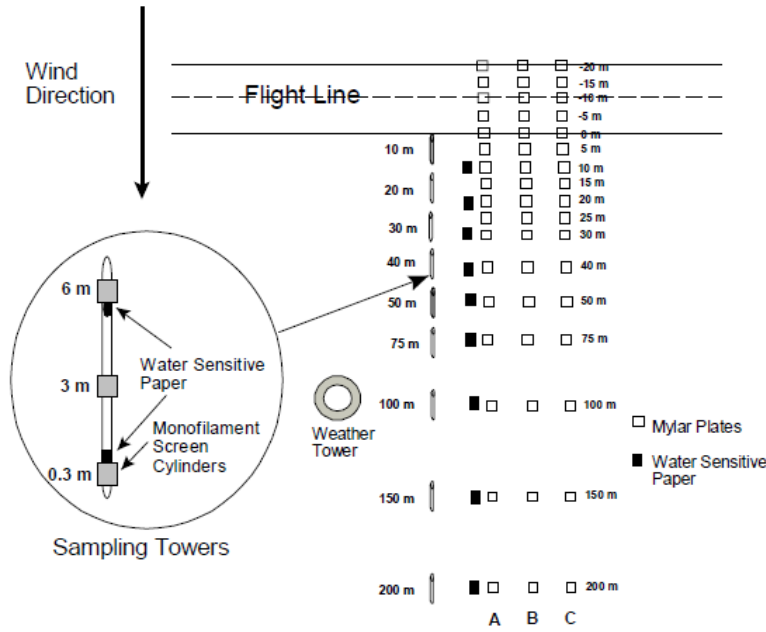 Wind
Direction
Flight Line
-20 m
-15 m
-10 m
-5 m
0 m
5 m
10 m
15 m
20 m
25 m
30 m
40 m
50 m
75 m
100 m
150 m
200 m
10 m
20 m
30 m
40 m
50 m
75 m
100 m
150 m
200 m
A B C
6 m
3 m
0.3 m
Water Sensitive
Paper
Monofilament
Screen
Cylinders
Sampling Towers
Weather
Tower
Mylar Plates
Water Sensitive
Paper